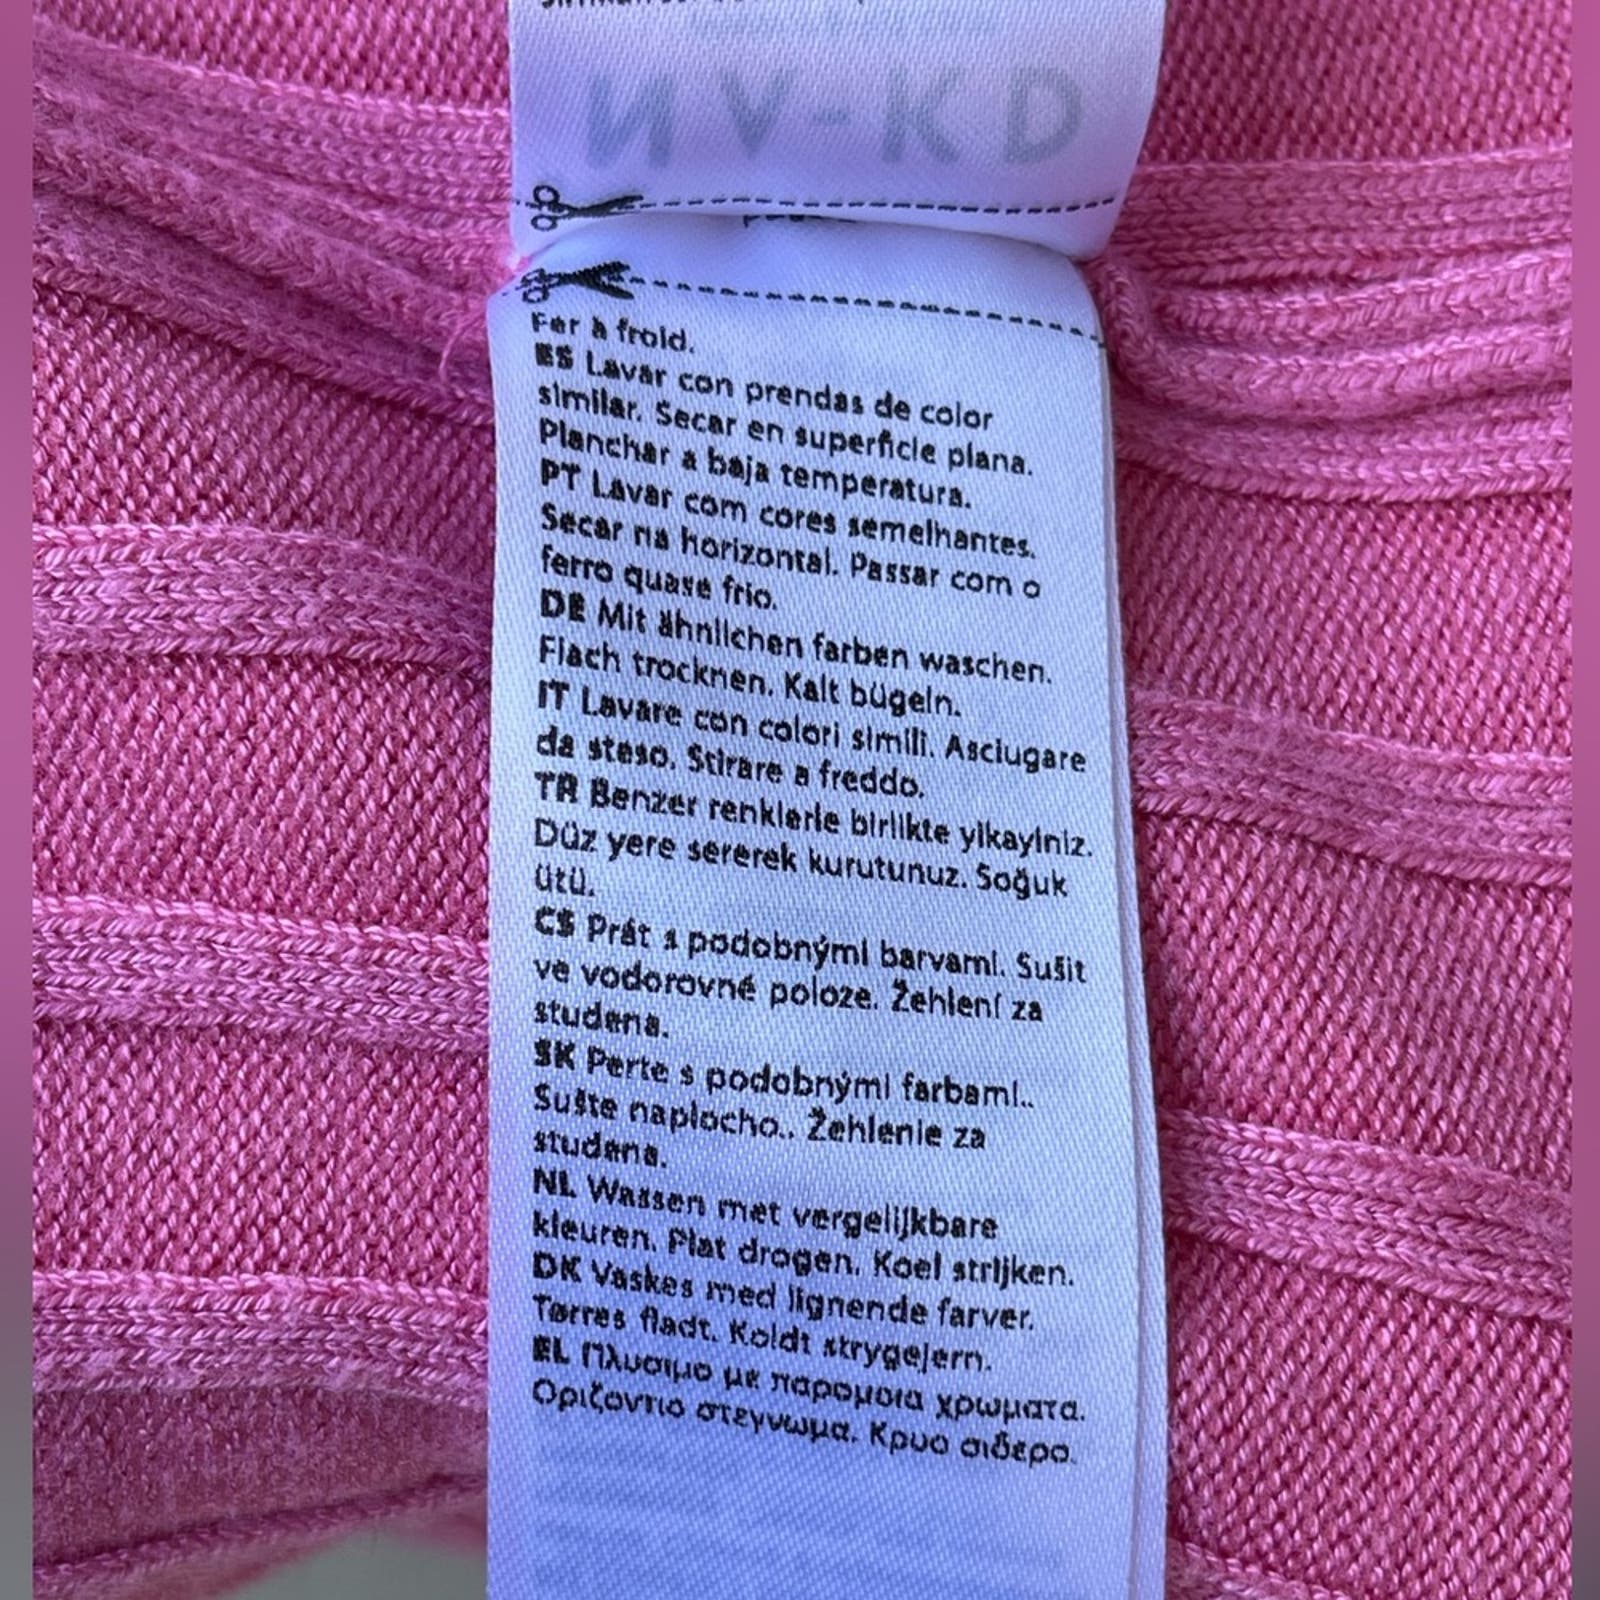 Fer à froid.
ES Lavar con prendas de color
similar. Secar en superficie plana.
Planchar a baja temperatura.
PT Lavar com cores semelhantes.
Secar na horizontal. Passar com o
ferro quase frio.
DE Mit ähnlichen farben waschen.
Flach trocknen. Kalt bügeln.
IT Lavare con colori simili. Asciugare
da steso. Stirare a freddo.
TR Benzer renklerle birlikte yıkayınız.
Düz yere sererek kurutunuz. Soğuk
ütü.
CS Prát s podobnými barvami. Sušit
ve vodorovné poloze. Žehlení za
studena.
SK Perte s podobnými farbami..
Sušte naplocho.. Žehlenie za
studena.
NL Wassen met vergelijkbare
kleuren. Plat drogen. Koel strijken.
DK Vaskes med lignende farver.
Tørres fladt. Koldt strygejern.
EL Πλυσιμο με παρομοια χρωματα.
Οριζοντιο στεγνωμα. Κρυο σιδερο.